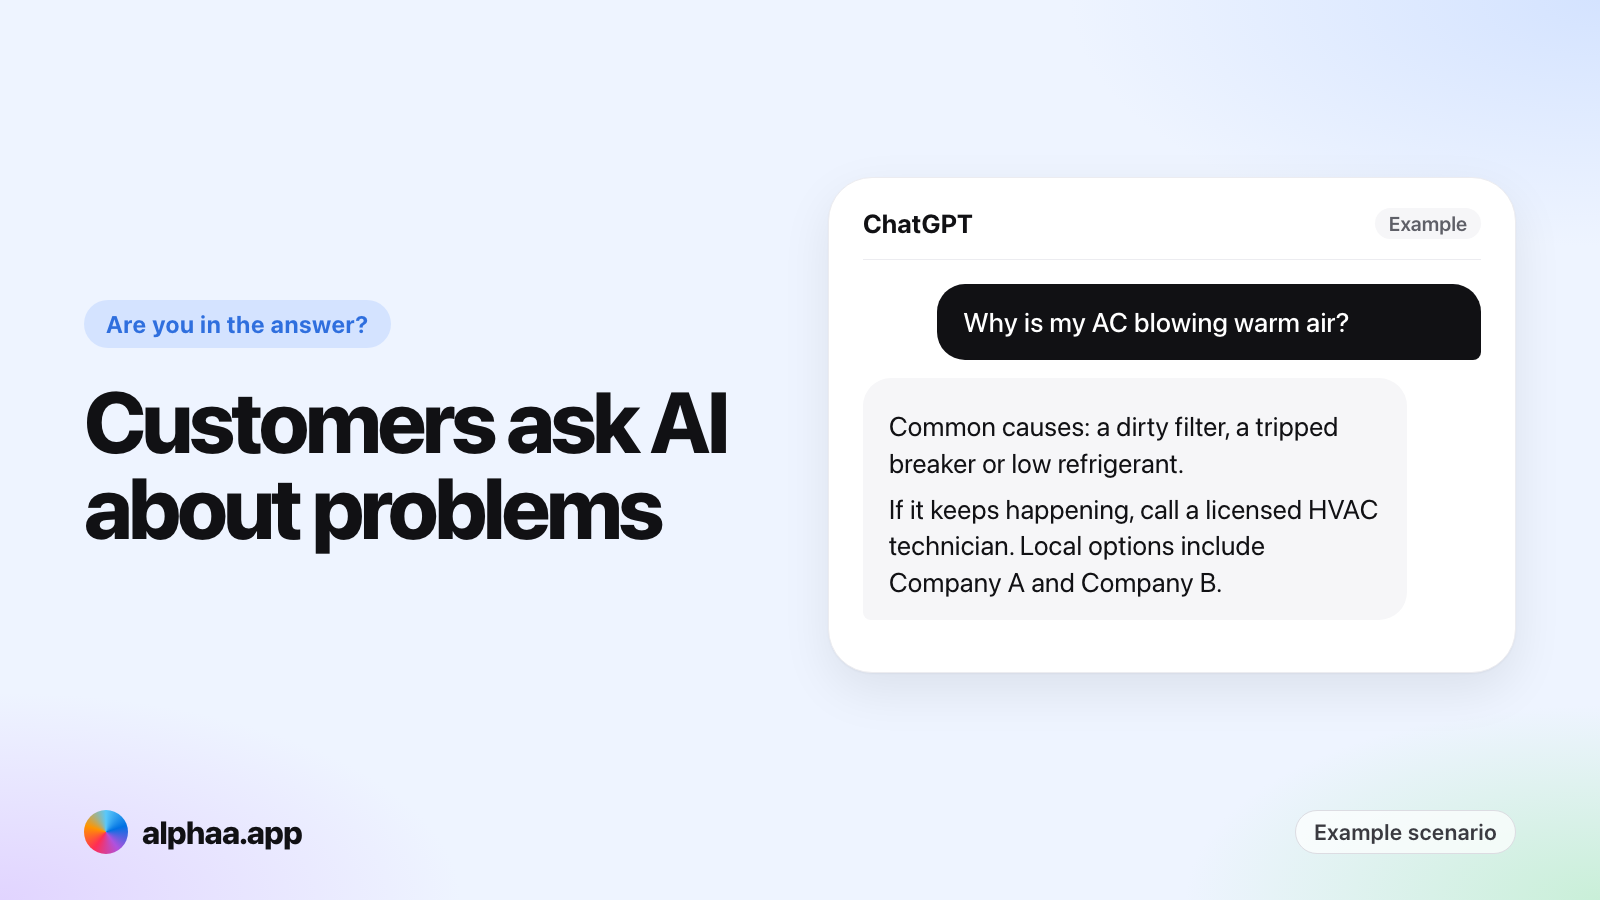 Are you in the answer?
Customers ask AI
about problems
ChatGPT
Example
Why is my AC blowing warm air?
Common causes: a dirty filter, a tripped
breaker or low refrigerant.
If it keeps happening, call a licensed HVAC
technician. Local options include
Company A and Company B.
alphaa.app
Example scenario